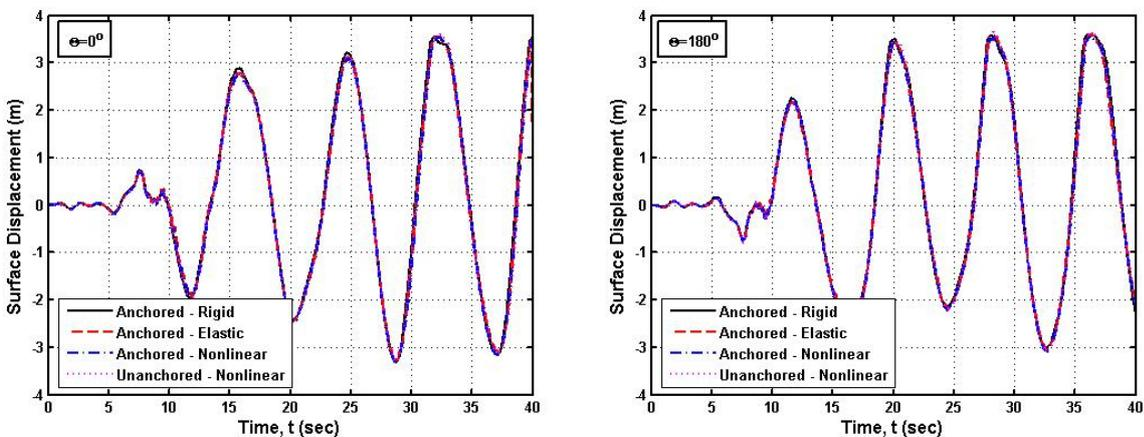 Θ=0°
Surface Displacement (m)
4
3
2
1
0
-1
-2
-3
-4
Anchored - Rigid
Anchored - Elastic
Anchored - Nonlinear
Unanchored - Nonlinear
0 5 10 15 20 25 30 35 40
Time, t (sec)
Θ=180°
Surface Displacement (m)
4
3
2
1
0
-1
-2
-3
-4
Anchored - Rigid
Anchored - Elastic
Anchored - Nonlinear
Unanchored - Nonlinear
0 5 10 15 20 25 30 35 40
Time, t (sec)